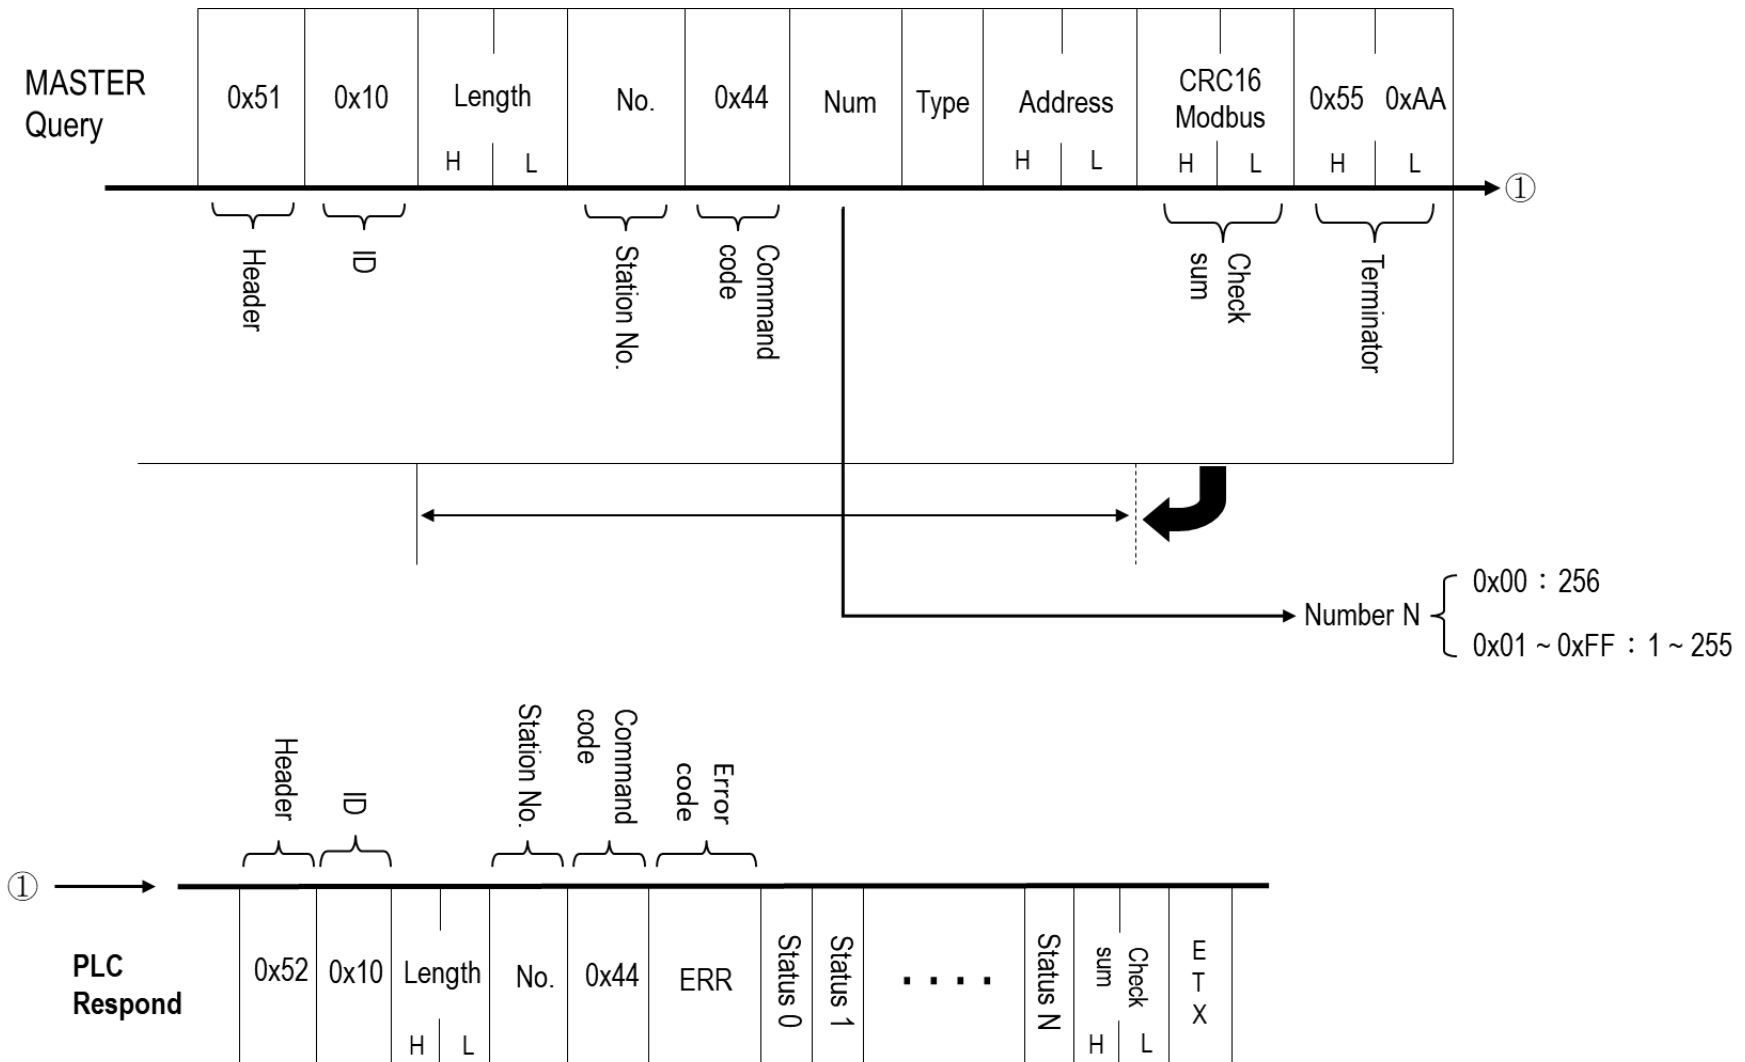 MASTER
Query
0x51
0x10
Length
H
L
No.
0x44
Num
Type
Address
H
L
CRC16
Modbus
H
L
0x55 0xAA
H
L
①
Header
ID
Station No.
Command
code
Check
sum
Terminator
Number N
0x00：256
0x01 ~ 0xFF：1 ~ 255
Header
ID
Station No.
Command
code
Error
code
①
PLC
Respond
0x52
0x10
Length
H
L
No.
0x44
ERR
Status 0
Status 1
. . . .
Status N
Check
sum
H
L
E
T
X